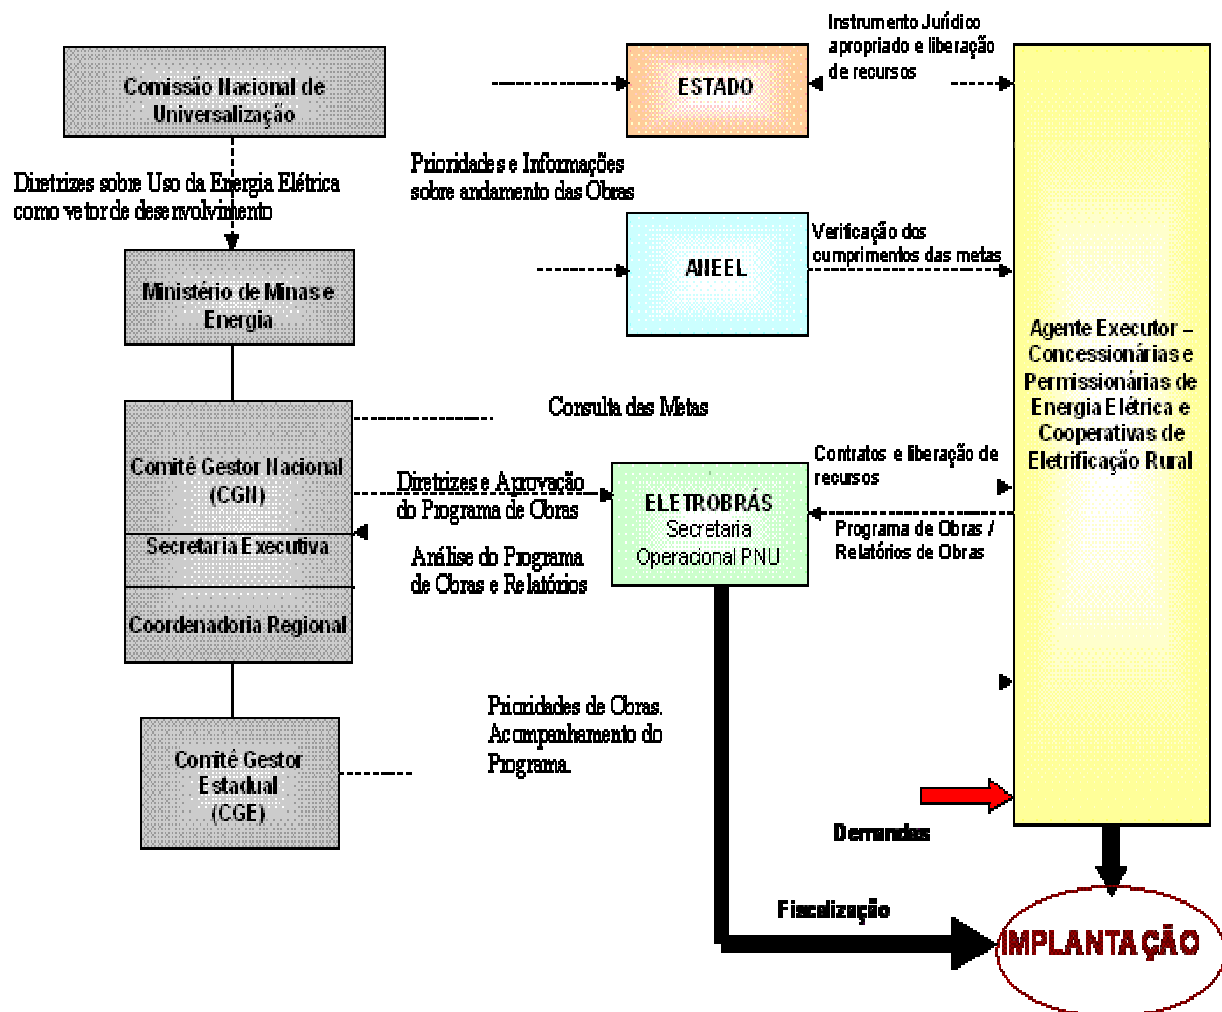 Instrumento Jurídico
apropriado e liberação
de recursos
Comissão Nacional de
Universalização
ESTADO
Diretrizes sobre Uso da Energia Elétrica
como vetor de desenvolvimento
Prioridades e Informações
sobre andamento das Obras
Ministério de Minas e
Energia
ANEEL
Verificação dos
cumprimentos das metas
Agente Executor –
Concessionárias e
Permissionárias de
Energia Elétrica e
Cooperativas de
Eletrificação Rural
Consulta das Metas
Comitê Gestor Nacional
(CGN)
Secretaria Executiva
Coordenadoria Regional
Diretrizes e Aprovação
do Programa de Obras
Análise do Programa
de Obras e Relatórios
ELETROBRÁS
Secretaria
Operacional PNU
Contratos e liberação de
recursos
Programa de Obras /
Relatórios de Obras
Comitê Gestor
Estadual
(CGE)
Prioridades de Obras.
Acompanhamento do
Programa.
Demandas
Fiscalização
IMPLANTAÇÃO